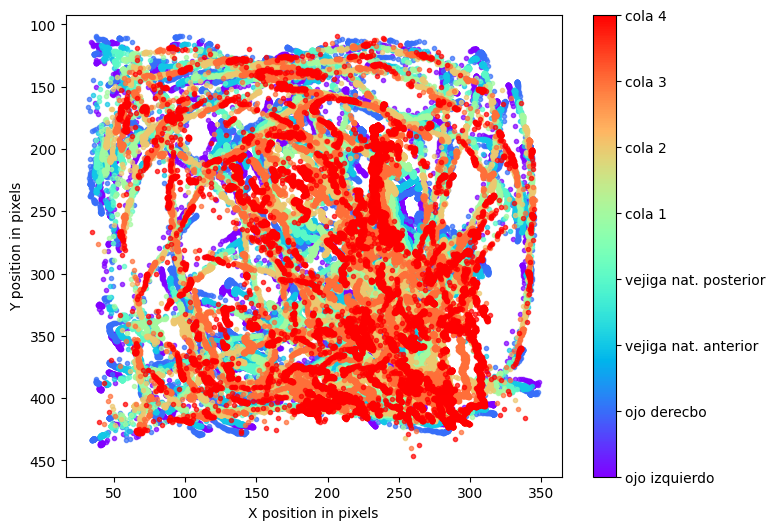 100
150
200
250
300
350
400
450
Y position in pixels
50
100
150
200
250
300
350
X position in pixels
cola 4
cola 3
cola 2
cola 1
vejiga nat. posterior
vejiga nat. anterior
ojo derecbo
ojo izquierdo